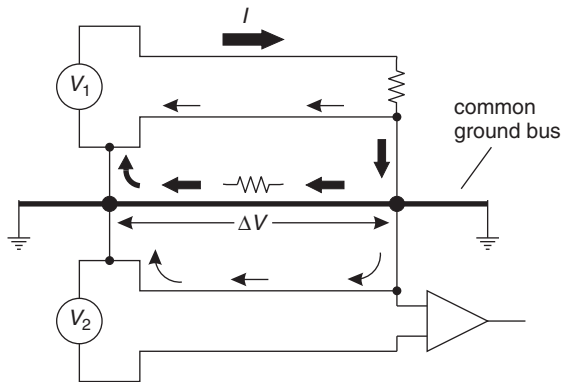 I
V1
common
ground bus
ΔV
V2